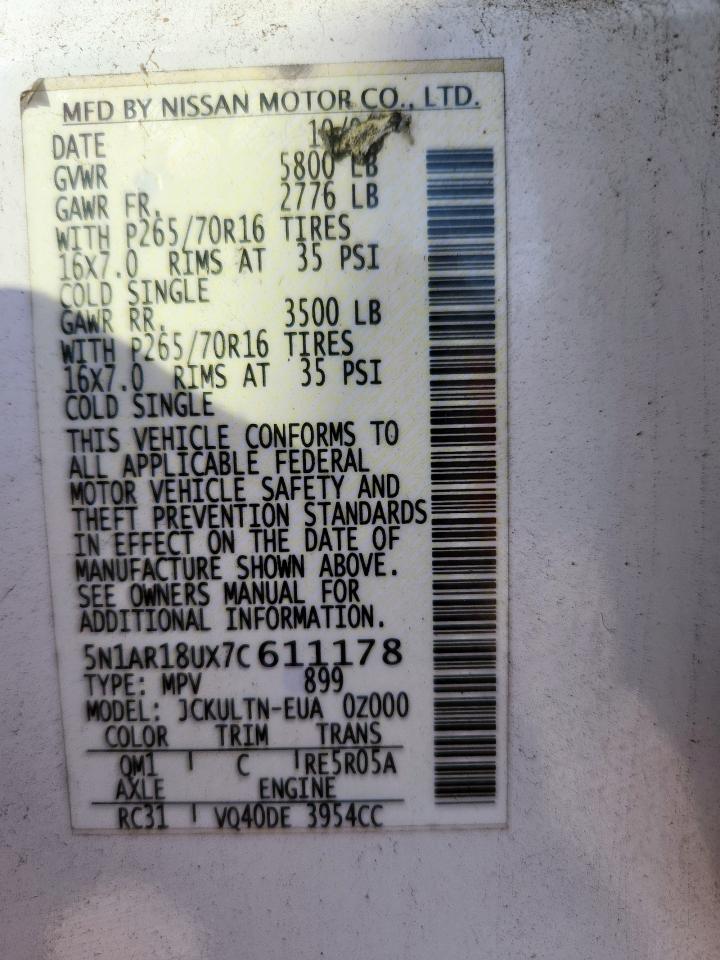 MFD BY NISSAN MOTOR CO., LTD.
DATE
GVWR 5800 LB
GAWR FR. 2776 LB
WITH P265/70R16 TIRES
16X7.0 RIMS AT 35 PSI
COLD SINGLE
GAWR RR. 3500 LB
WITH P265/70R16 TIRES
16X7.0 RIMS AT 35 PSI
COLD SINGLE
THIS VEHICLE CONFORMS TO
ALL APPLICABLE FEDERAL
MOTOR VEHICLE SAFETY AND
THEFT PREVENTION STANDARDS
IN EFFECT ON THE DATE OF
MANUFACTURE SHOWN ABOVE.
SEE OWNERS MANUAL FOR
ADDITIONAL INFORMATION.
5N1AR18UX7C611178
TYPE: MPV 899
MODEL: JCKULTN-EUA 0Z000
COLOR TRIM TRANS
QM1 C RE5R05A
AXLE ENGINE
RC31 VQ40DE 3954CC